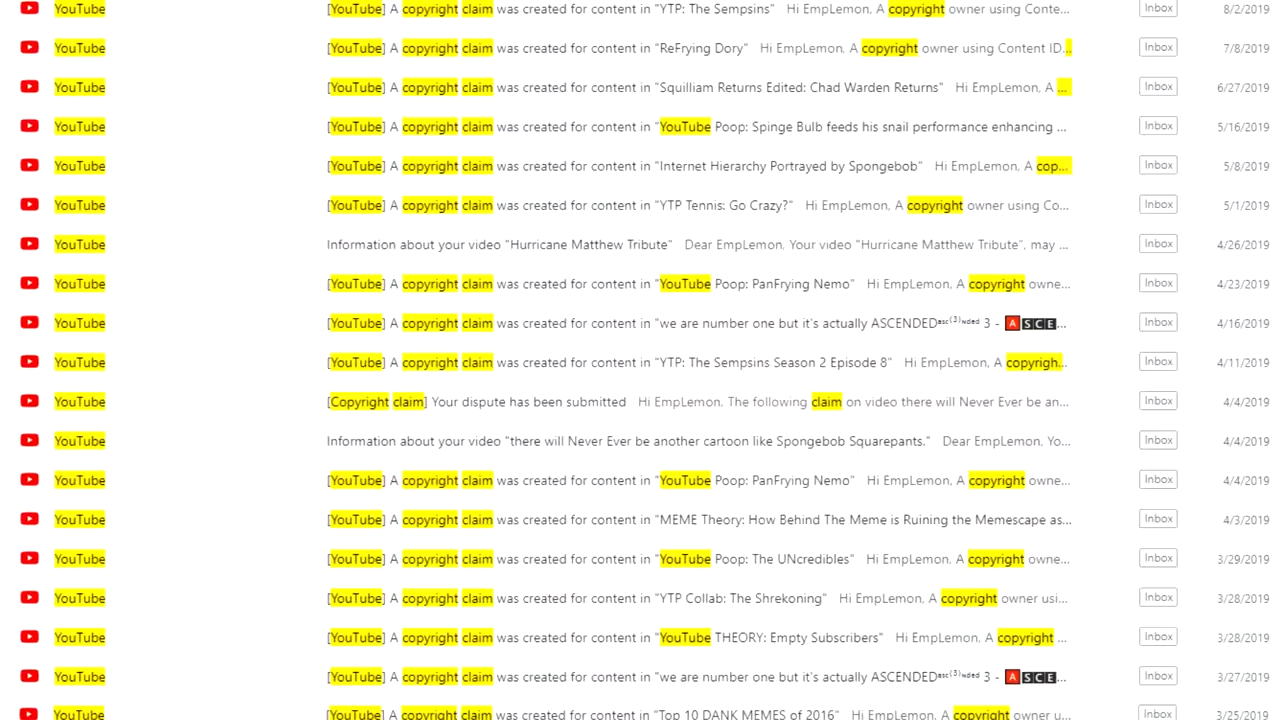 YouTube [YouTube] A copyright claim was created for content in "YTP: The Sempsins" Hi EmpLemon, A copyright owner using Conte... Inbox 8/2/2019
YouTube [YouTube] A copyright claim was created for content in "ReFrying Dory" Hi EmpLemon, A copyright owner using Content ID... Inbox 7/8/2019
YouTube [YouTube] A copyright claim was created for content in "Squilliam Returns Edited: Chad Warden Returns" Hi EmpLemon, A ... Inbox 6/27/2019
YouTube [YouTube] A copyright claim was created for content in "YouTube Poop: Spinge Bulb feeds his snail performance enhancing ... Inbox 5/16/2019
YouTube [YouTube] A copyright claim was created for content in "Internet Hierarchy Portrayed by Spongebob" Hi EmpLemon, A cop... Inbox 5/8/2019
YouTube [YouTube] A copyright claim was created for content in "YTP Tennis: Go Crazy?" Hi EmpLemon, A copyright owner using Co... Inbox 5/1/2019
YouTube Information about your video "Hurricane Matthew Tribute" Dear EmpLemon, Your video "Hurricane Matthew Tribute", may ... Inbox 4/26/2019
YouTube [YouTube] A copyright claim was created for content in "YouTube Poop: PanFrying Nemo" Hi EmpLemon, A copyright owne... Inbox 4/23/2019
YouTube [YouTube] A copyright claim was created for content in "we are number one but it's actually ASCENDEDᵃˢᶜ⁽³⁾ 3 - ASCE... Inbox 4/16/2019
YouTube [YouTube] A copyright claim was created for content in "YTP: The Sempsins Season 2 Episode 8" Hi EmpLemon, A copyrigh... Inbox 4/11/2019
YouTube [Copyright claim] Your dispute has been submitted Hi EmpLemon, The following claim on video there will Never Ever be an... Inbox 4/4/2019
YouTube Information about your video "there will Never Ever be another cartoon like Spongebob Squarepants." Dear EmpLemon, Yo... Inbox 4/4/2019
YouTube [YouTube] A copyright claim was created for content in "YouTube Poop: PanFrying Nemo" Hi EmpLemon, A copyright owne... Inbox 4/4/2019
YouTube [YouTube] A copyright claim was created for content in "MEME Theory: How Behind The Meme is Ruining the Memescape as... Inbox 4/3/2019
YouTube [YouTube] A copyright claim was created for content in "YouTube Poop: The UNcredibles" Hi EmpLemon, A copyright owne... Inbox 3/29/2019
YouTube [YouTube] A copyright claim was created for content in "YTP Collab: The Shrekoning" Hi EmpLemon, A copyright owner usi... Inbox 3/28/2019
YouTube [YouTube] A copyright claim was created for content in "YouTube THEORY: Empty Subscribers" Hi EmpLemon, A copyright ... Inbox 3/28/2019
YouTube [YouTube] A copyright claim was created for content in "we are number one but it's actually ASCENDEDᵃˢᶜ⁽³⁾ 3 - ASCE... Inbox 3/27/2019
YouTube [YouTube] A copyright claim was created for content in "Top 10 DANK MEMES of 2016" Hi EmpLemon, A copyright owner u... Inbox 3/25/2019